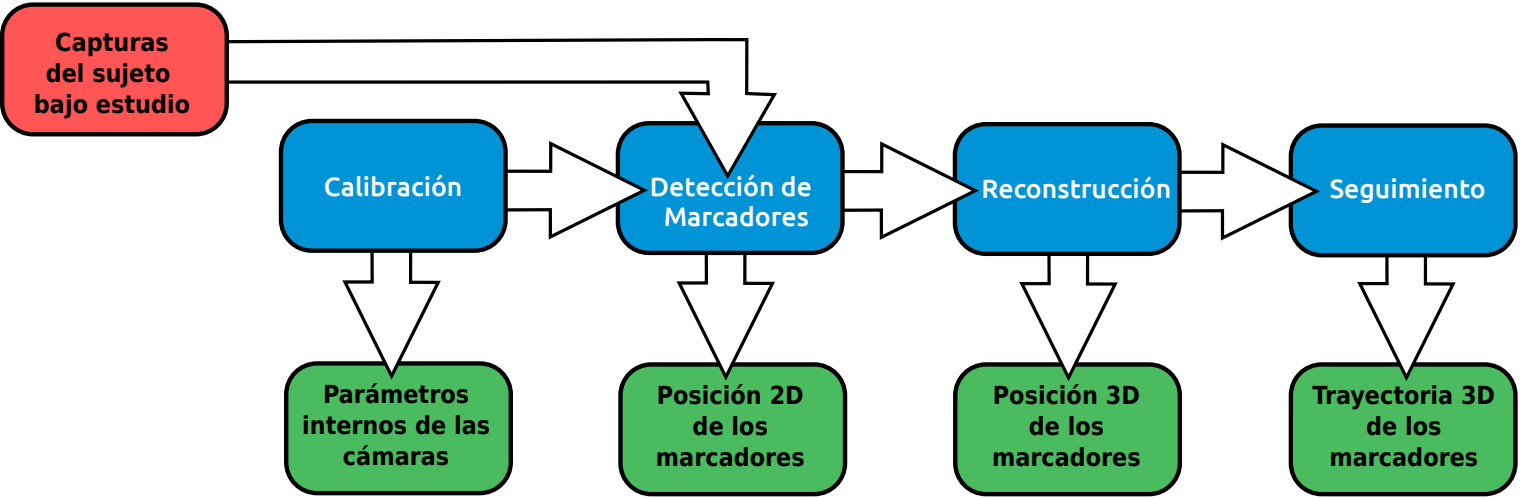 Capturas
del sujeto
bajo estudio
Calibración
Detección de
Marcadores
Reconstrucción
Seguimiento
Parámetros
internos de las
cámaras
Posición 2D
de los
marcadores
Posición 3D
de los
marcadores
Trayectoria 3D
de los
marcadores